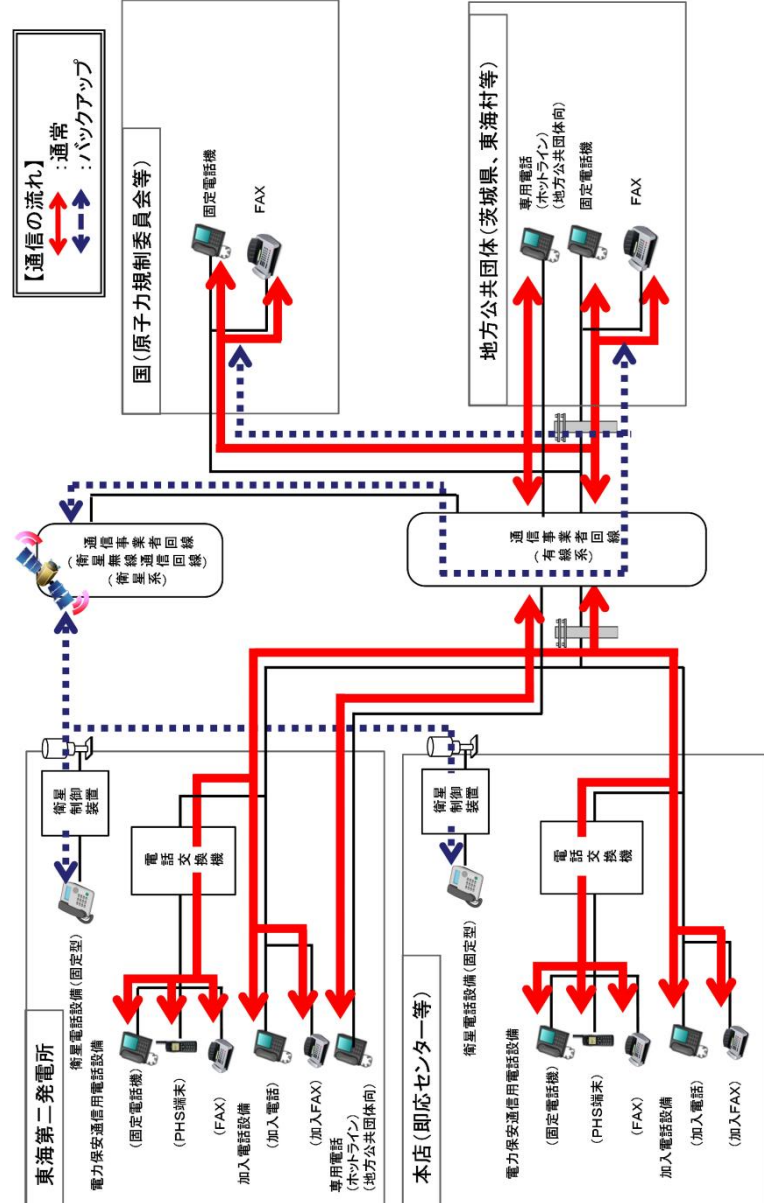 【通信の流れ】
：通常
：バックアップ
東海第二発電所
衛星電話設備(固定型)
衛星
制御
装置
電力保安通信用電話設備
(固定電話機)
(PHS端末)
(FAX)
電話
交換
機
加入電話設備
(加入電話)
(加入FAX)
専用電話
(ホットライン)
(地方公共団体向)
本店(即応センター等)
衛星電話設備(固定型)
衛星
制御
装置
電力保安通信用電話設備
(固定電話機)
(PHS端末)
(FAX)
電話
交換
機
加入電話設備
(加入電話)
(加入FAX)
通信事業者回線
(衛星無線通信回線)
(衛星系)
通信事業者回線
(有線系)
国(原子力規制委員会等)
固定電話機
FAX
地方公共団体(茨城県、東海村等)
専用電話
(ホットライン)
(地方公共団体向)
固定電話機
FAX